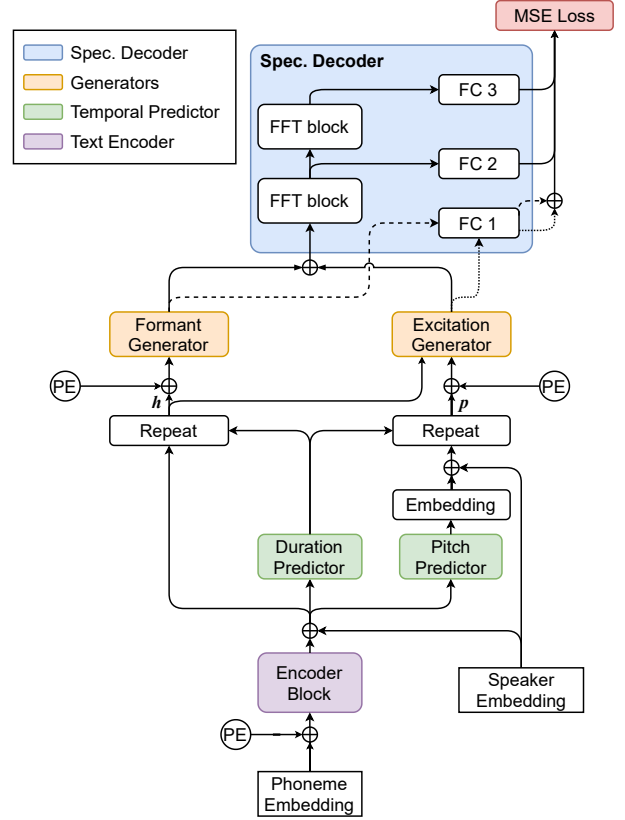 MSE Loss
Spec. Decoder
Generators
Temporal Predictor
Text Encoder
Spec. Decoder
FC 3
FFT block
FC 2
FFT block
FC 1
Formant
Generator
Excitation
Generator
PE
PE
h
p
Repeat
Repeat
Embedding
Duration
Predictor
Pitch
Predictor
Encoder
Block
Speaker
Embedding
PE
Phoneme
Embedding